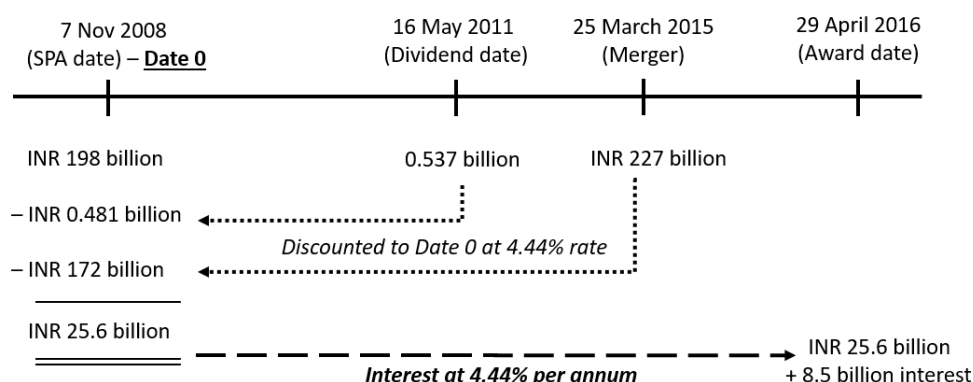 7 Nov 2008
(SPA date) – Date 0
16 May 2011
(Dividend date)
25 March 2015
(Merger)
29 April 2016
(Award date)
INR 198 billion
0.537 billion
INR 227 billion
– INR 0.481 billion
Discounted to Date 0 at 4.44% rate
– INR 172 billion
INR 25.6 billion
Interest at 4.44% per annum
INR 25.6 billion
+ 8.5 billion interest